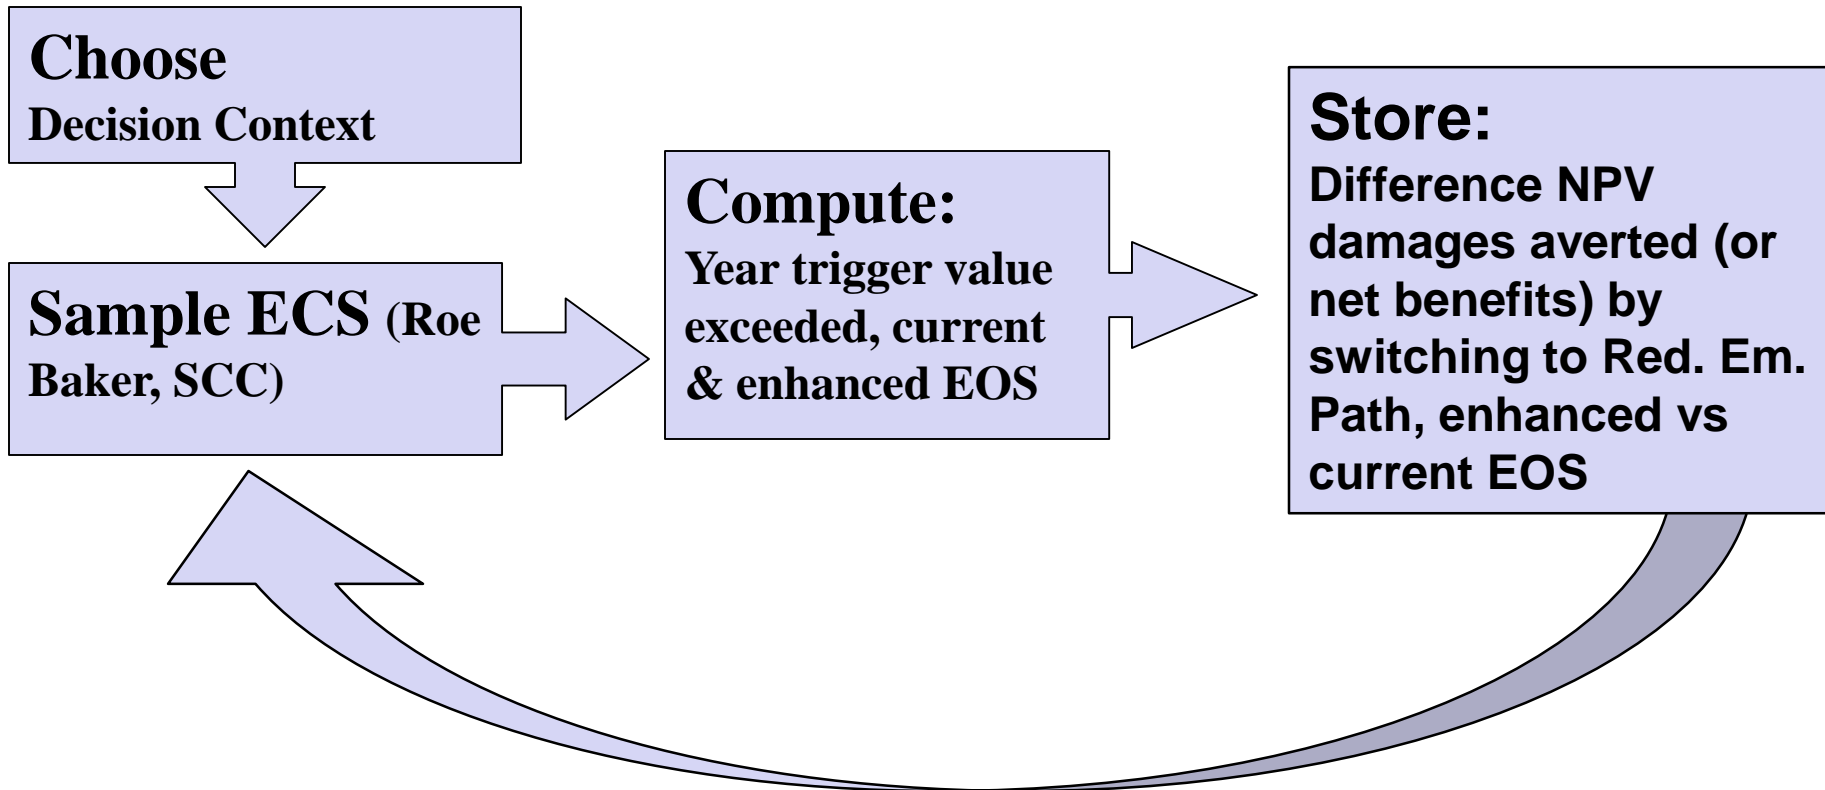 Choose
Decision Context
Sample ECS (Roe
Baker, SCC)
Compute:
Year trigger value
exceeded, current
& enhanced EOS
Store:
Difference NPV
damages averted (or
net benefits) by
switching to Red. Em.
Path, enhanced vs
current EOS